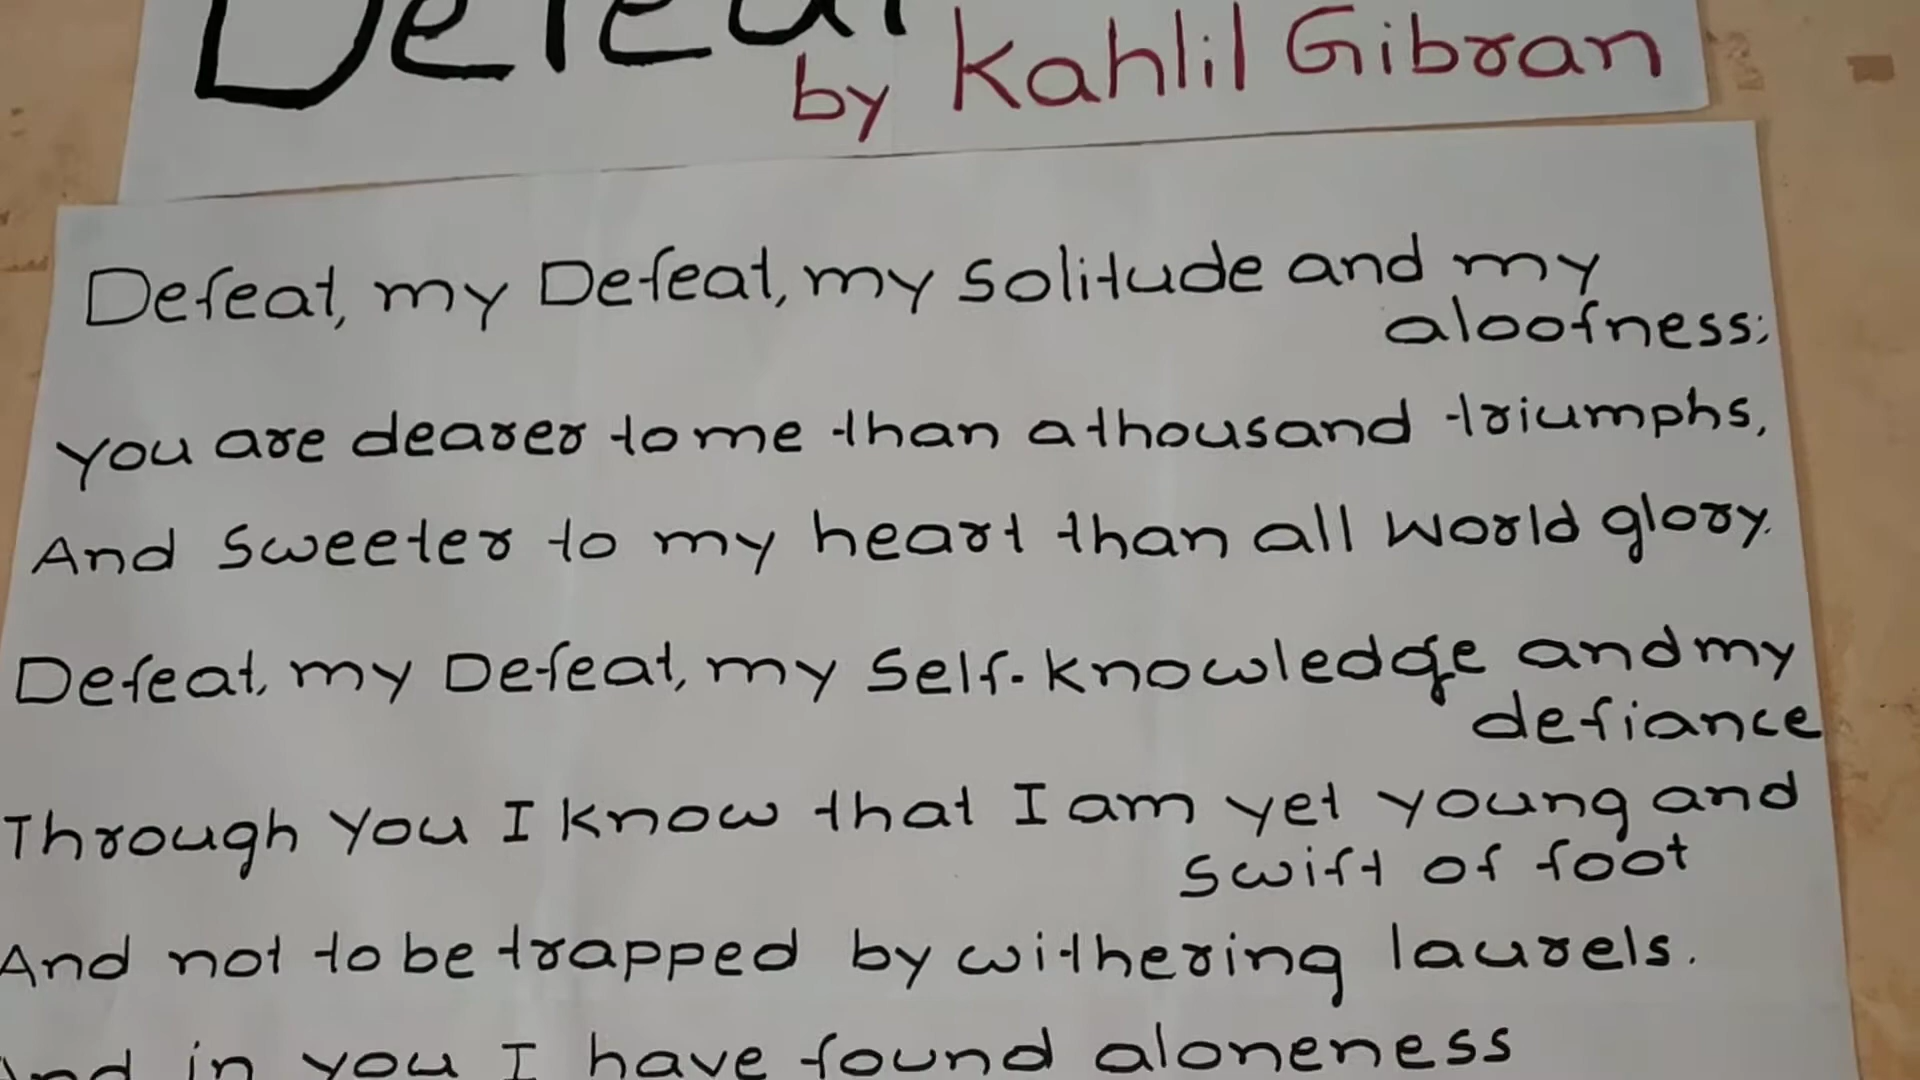 Defeat
by Kahlil Gibran
Defeat, my Defeat, my solitude and my
aloofness;
You are dearer to me than a thousand triumphs,
And sweeter to my heart than all world glory.
Defeat, my Defeat, my self-knowledge and my
defiance
Through you I know that I am yet young and
swift of foot
And not to be trapped by withering laurels.
And in you I have found aloneness